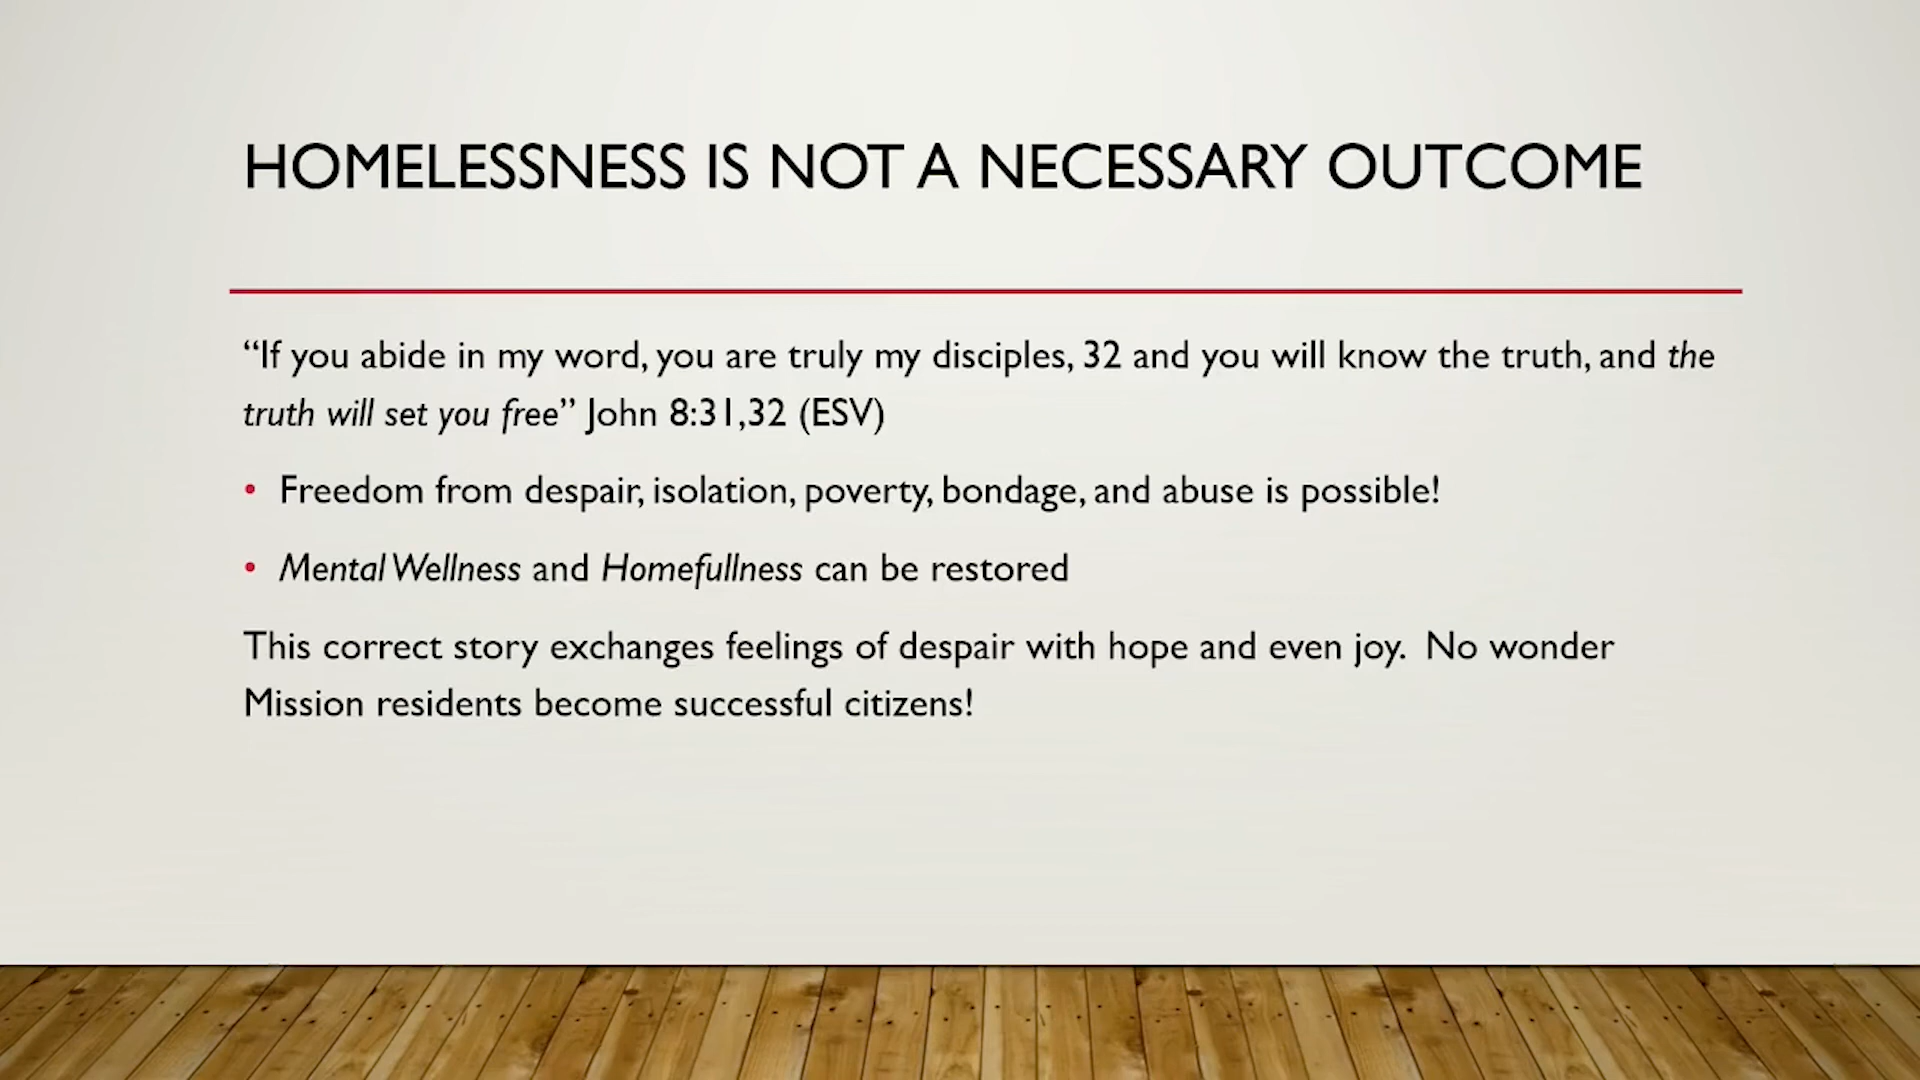 HOMELESSNESS IS NOT A NECESSARY OUTCOME
“If you abide in my word, you are truly my disciples, 32 and you will know the truth, and the
truth will set you free” John 8:31,32 (ESV)
• Freedom from despair, isolation, poverty, bondage, and abuse is possible!
• Mental Wellness and Homefullness can be restored
This correct story exchanges feelings of despair with hope and even joy.  No wonder
Mission residents become successful citizens!